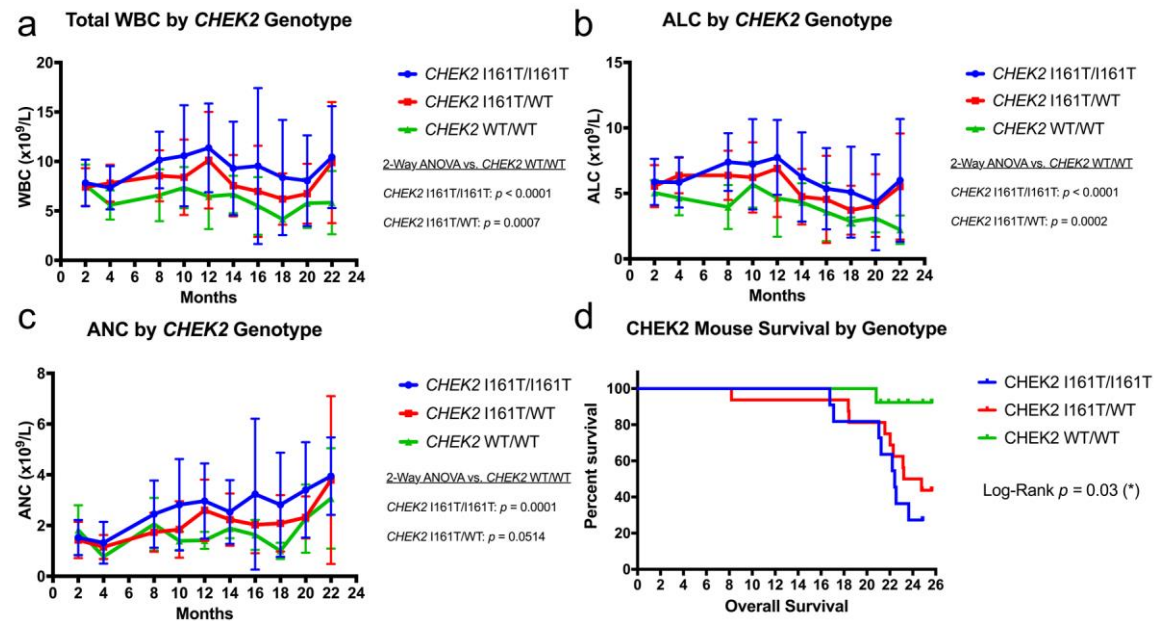 a
Total WBC by CHEK2 Genotype
WBC (x10⁹/L)
20
15
10
5
0
0 2 4 6 8 10 12 14 16 18 20 22 24
Months
CHEK2 I161T/I161T
CHEK2 I161T/WT
CHEK2 WT/WT
2-Way ANOVA vs. CHEK2 WT/WT
CHEK2 I161T/I161T: p < 0.0001
CHEK2 I161T/WT: p = 0.0007
b
ALC by CHEK2 Genotype
ALC (x10⁹/L)
15
10
5
0
0 2 4 6 8 10 12 14 16 18 20 22 24
Months
CHEK2 I161T/I161T
CHEK2 I161T/WT
CHEK2 WT/WT
2-Way ANOVA vs. CHEK2 WT/WT
CHEK2 I161T/I161T: p < 0.0001
CHEK2 I161T/WT: p = 0.0002
c
ANC by CHEK2 Genotype
ANC (x10⁹/L)
8
6
4
2
0
0 2 4 6 8 10 12 14 16 18 20 22 24
Months
CHEK2 I161T/I161T
CHEK2 I161T/WT
CHEK2 WT/WT
2-Way ANOVA vs. CHEK2 WT/WT
CHEK2 I161T/I161T: p = 0.0001
CHEK2 I161T/WT: p = 0.0514
d
CHEK2 Mouse Survival by Genotype
Percent survival
100
80
60
40
20
0
0 2 4 6 8 10 12 14 16 18 20 22 24 26
Overall Survival
CHEK2 I161T/I161T
CHEK2 I161T/WT
CHEK2 WT/WT
Log-Rank p = 0.03 (*)